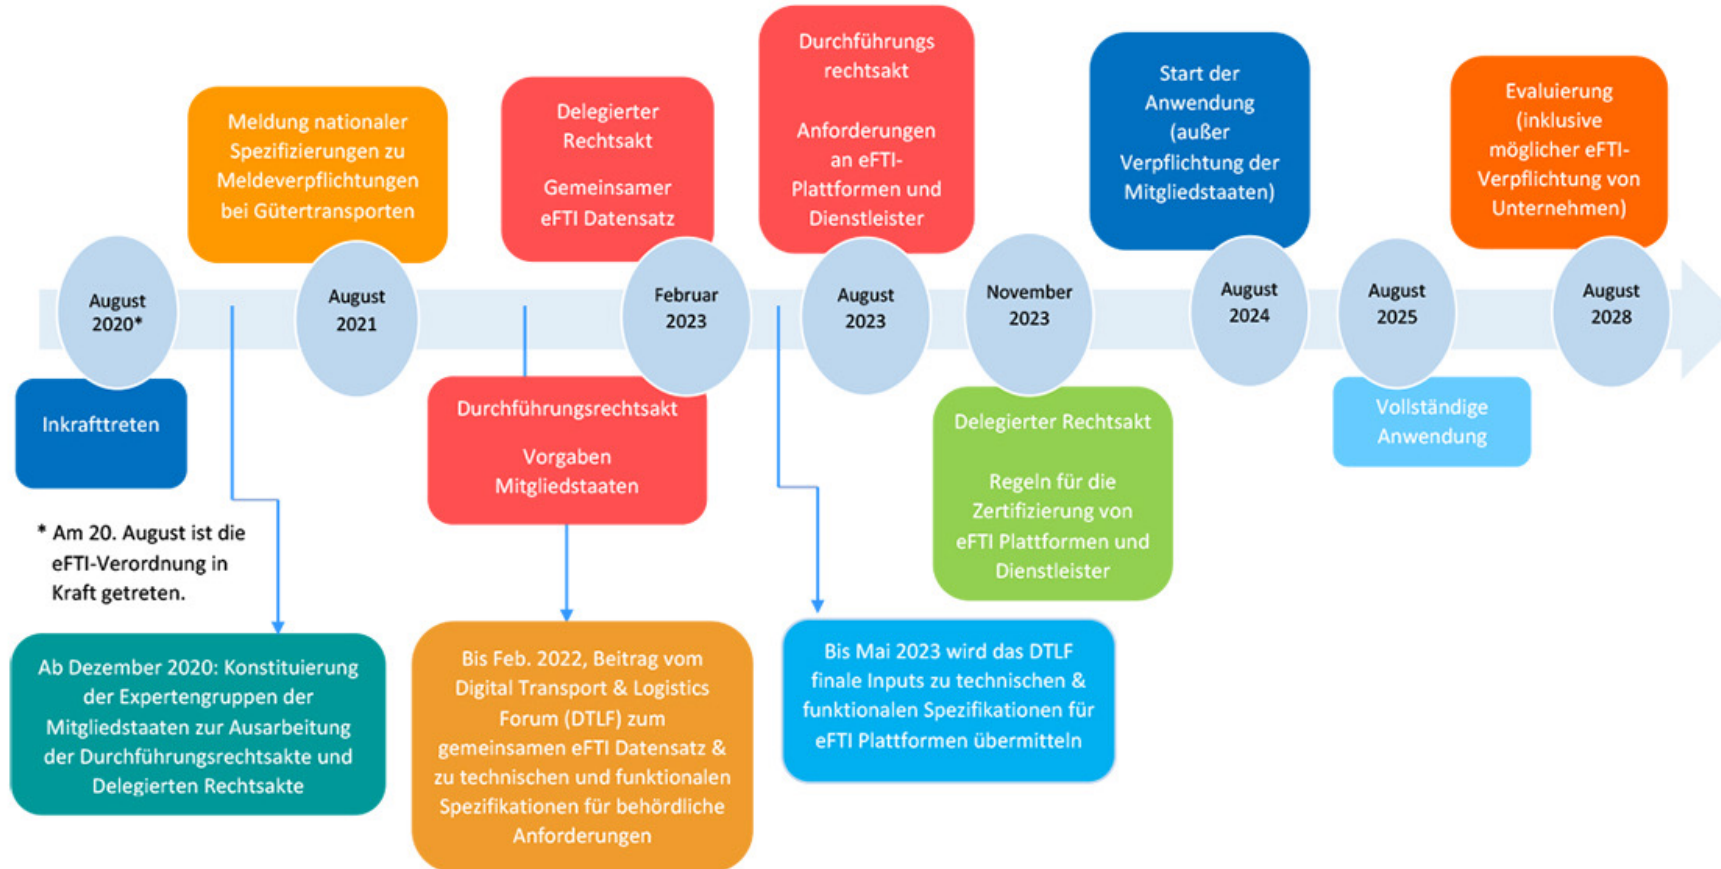 Meldung nationaler
Spezifizierungen zu
Meldeverpflichtungen
bei Gütertransporten
Delegierter
Rechtsakt
Gemeinsamer
eFTI Datensatz
Durchführungs
rechtsakt
Anforderungen
an eFTI-
Plattformen und
Dienstleister
Start der
Anwendung
(außer
Verpflichtung der
Mitgliedstaaten)
Evaluierung
(inklusive
möglicher eFTI-
Verpflichtung von
Unternehmen)
August
2020*
August
2021
Februar
2023
August
2023
November
2023
August
2024
August
2025
August
2028
Inkrafttreten
Durchführungsrechtsakt
Vorgaben
Mitgliedstaaten
Delegierter Rechtsakt
Regeln für die
Zertifizierung von
eFTI Plattformen und
Dienstleister
Vollständige
Anwendung
* Am 20. August ist die
eFTI-Verordnung in
Kraft getreten.
Ab Dezember 2020: Konstituierung
der Expertengruppen der
Mitgliedstaaten zur Ausarbeitung
der Durchführungsrechtsakte und
Delegierten Rechtsakte
Bis Feb. 2022, Beitrag vom
Digital Transport & Logistics
Forum (DTLF) zum
gemeinsamen eFTI Datensatz &
zu technischen und funktionalen
Spezifikationen für behördliche
Anforderungen
Bis Mai 2023 wird das DTLF
finale Inputs zu technischen &
funktionalen Spezifikationen für
eFTI Plattformen übermitteln